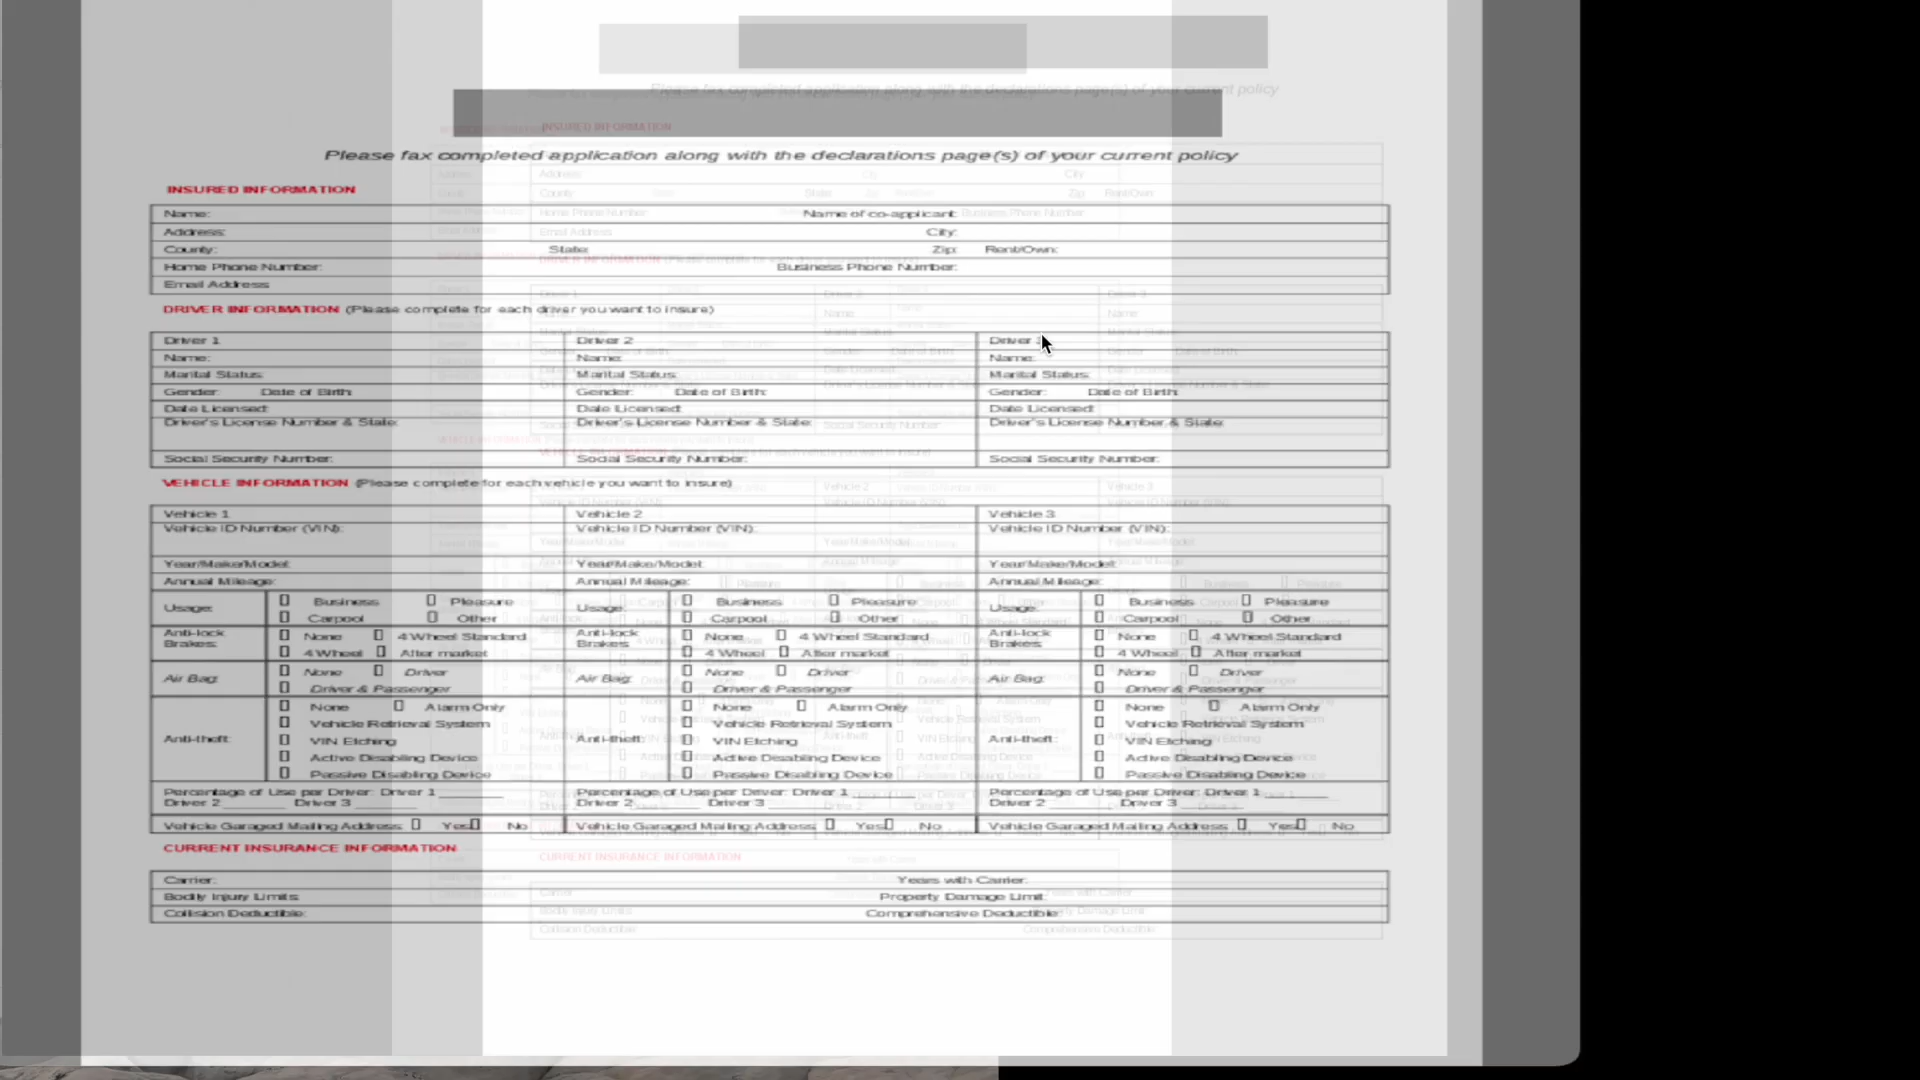 Please fax completed application along with the declarations page(s) of your current policy
INSURED INFORMATION
Name: Name of co-applicant:
Address: City:
County: State: Zip: Rent/Own:
Home Phone Number: Business Phone Number:
Email Address
DRIVER INFORMATION (Please complete for each driver you want to insure)
Driver 1 Driver 2 Driver
Name: Name: Name:
Marital Status: Marital Status: Marital Status:
Gender: Date of Birth: Gender: Date of Birth: Gender: Date of Birth:
Date Licensed: Date Licensed: Date Licensed:
Driver's License Number & State: Driver's License Number & State: Driver's License Number & State:
Social Security Number: Social Security Number: Social Security Number:
VEHICLE INFORMATION (Please complete for each vehicle you want to insure)
Vehicle 1 Vehicle 2 Vehicle 3
Vehicle ID Number (VIN): Vehicle ID Number (VIN): Vehicle ID Number (VIN):
Year/Make/Model: Year/Make/Model: Year/Make/Model:
Annual Mileage: Annual Mileage: Annual Mileage:
Usage: Business Pleasure Usage: Business Pleasure Usage: Business Pleasure
Carpool Other Carpool Other Carpool Other
Anti-lock Brakes: None 4 Wheel Standard Anti-lock Brakes: None 4 Wheel Standard Anti-lock Brakes: None 4 Wheel Standard
4 Wheel After market 4 Wheel After market 4 Wheel After market
Air Bag: None Driver Air Bag: None Driver Air Bag: None Driver
Driver & Passenger Driver & Passenger Driver & Passenger
None Alarm Only None Alarm Only None Alarm Only
Vehicle Retrieval System Vehicle Retrieval System Vehicle Retrieval System
Anti-theft: VIN Etching Anti-theft: VIN Etching Anti-theft: VIN Etching
Active Disabling Device Active Disabling Device Active Disabling Device
Passive Disabling Device Passive Disabling Device Passive Disabling Device
Percentage of Use per Driver: Driver 1 Percentage of Use per Driver: Driver 1 Percentage of Use per Driver: Driver 1
Driver 2 Driver 3 Driver 2 Driver 3 Driver 2 Driver 3
Vehicle Garaged Mailing Address: Yes No Vehicle Garaged Mailing Address: Yes No Vehicle Garaged Mailing Address: Yes No
CURRENT INSURANCE INFORMATION
Carrier: Years with Carrier:
Bodily Injury Limits: Property Damage Limit:
Collision Deductible: Comprehensive Deductible: